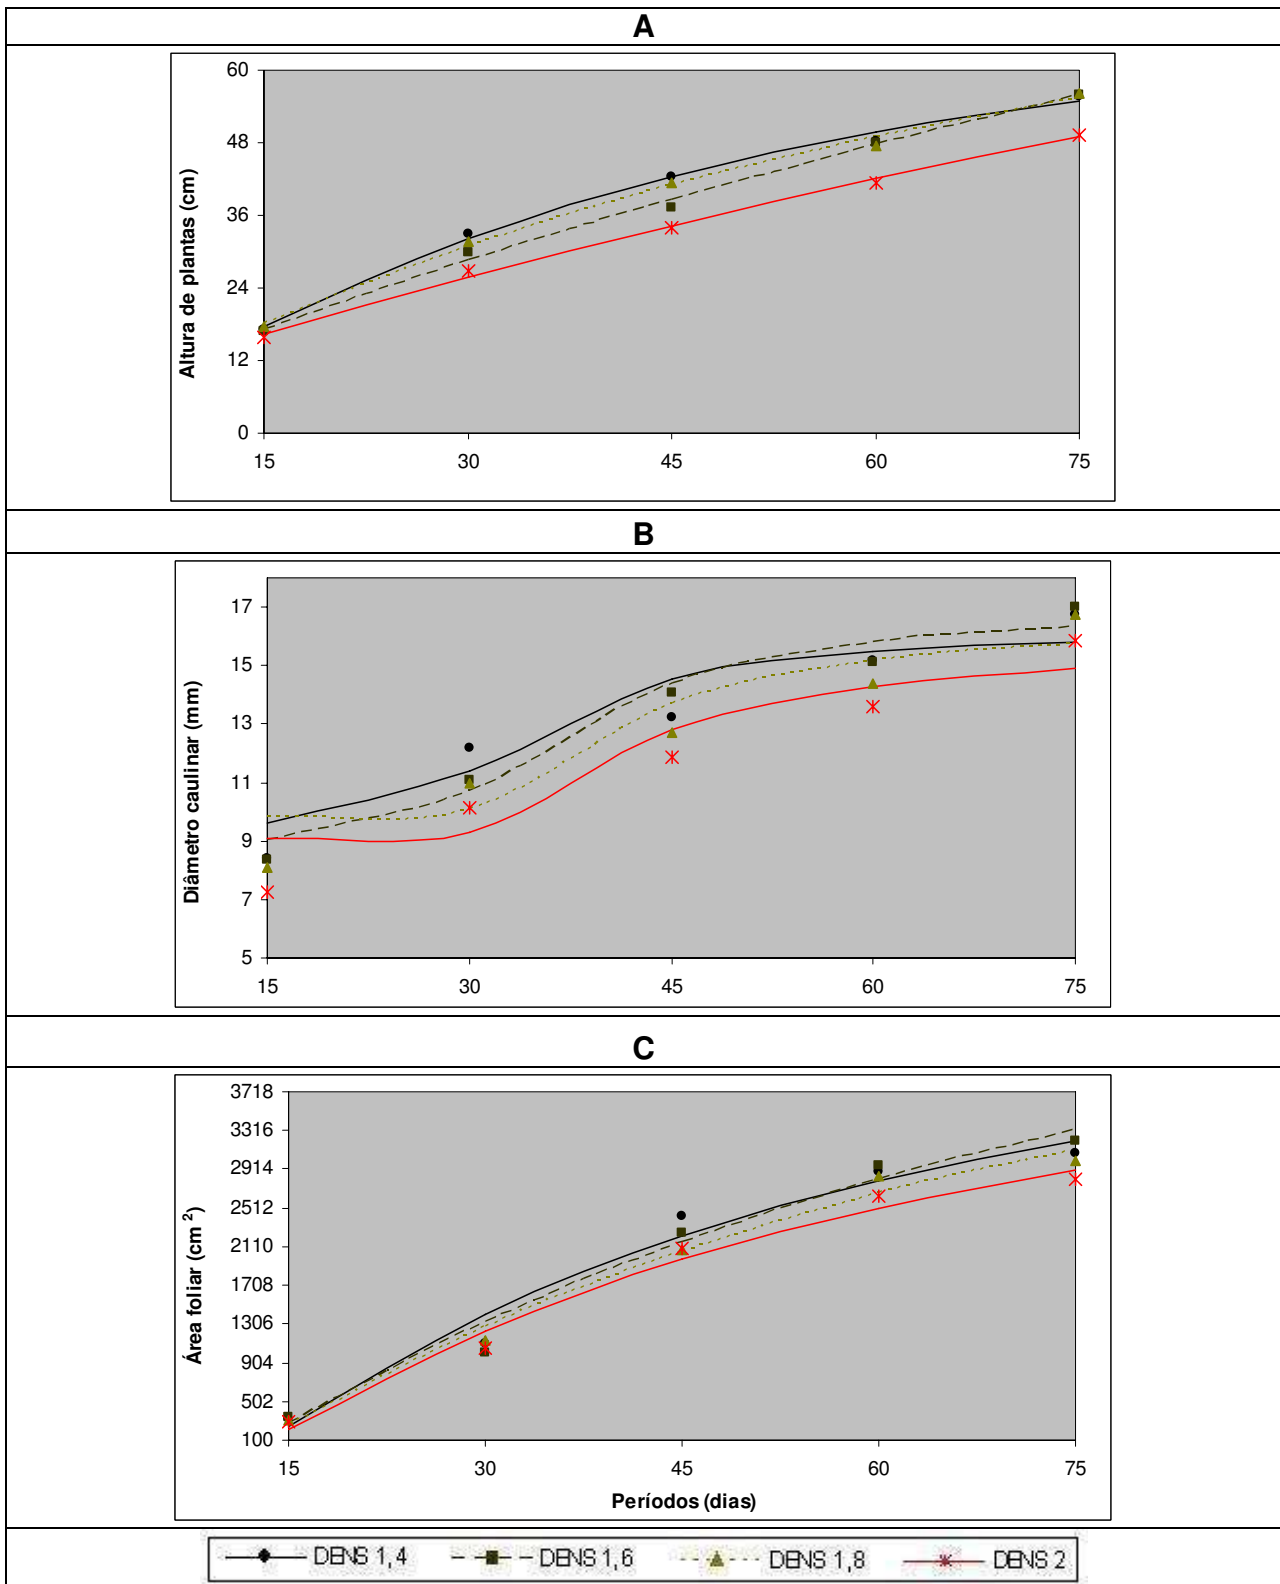 A
Altura de plantas (cm)
60
48
36
24
12
0
15 30 45 60 75
B
Diâmetro caulinar (mm)
17
15
13
11
9
7
5
15 30 45 60 75
C
Área foliar (cm 2)
3718
3316
2914
2512
2110
1708
1306
904
502
100
15 30 45 60 75
Períodos (dias)
DENS 1,4 DENS 1,6 DENS 1,8 DENS 2